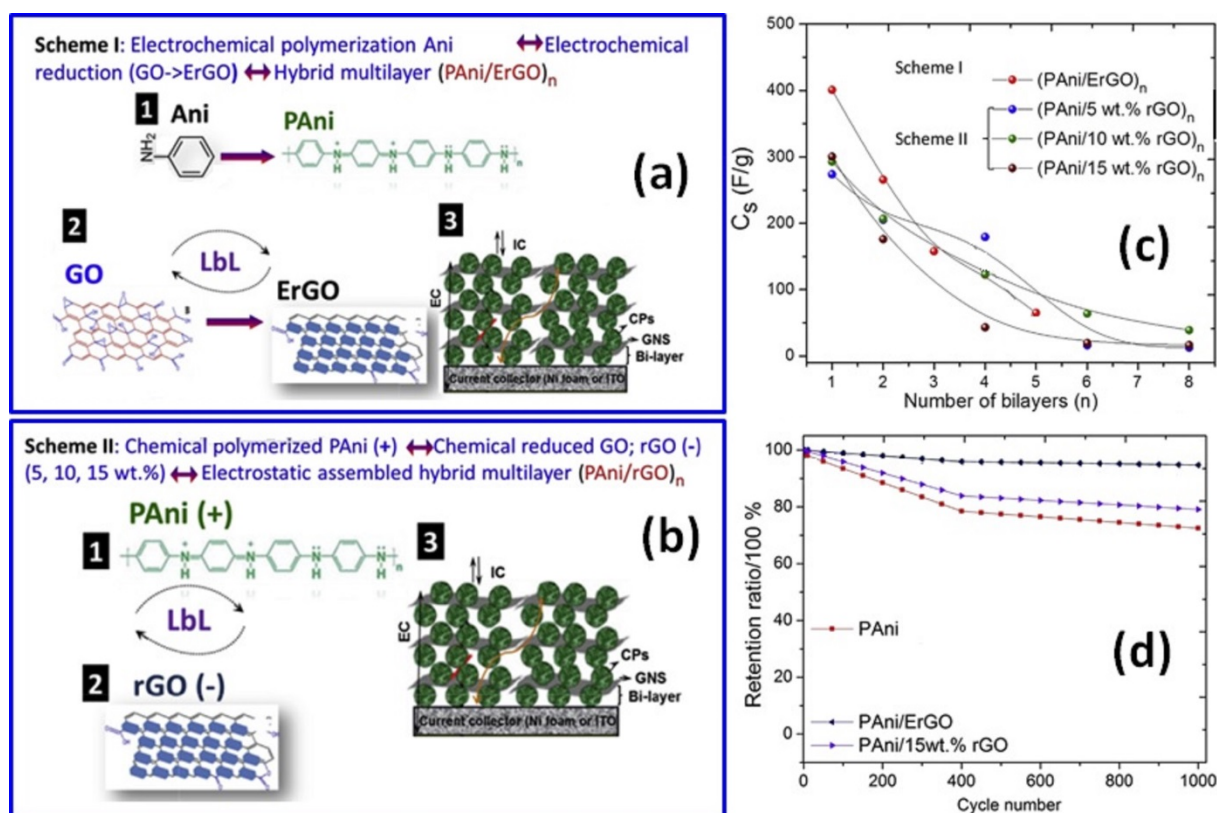 Scheme I: Electrochemical polymerization Ani ↔Electrochemical
reduction (GO->ErGO) ↔ Hybrid multilayer (PAni/ErGO)n
1
Ani
PAni
NH2
N
H
N
H
N
H
N
H
n
+
+
(a)
2
GO
LbL
ErGO
3
IC
EC
CPs
GNS
Bi-layer
Current collector (Ni foam or ITO
Scheme II: Chemical polymerized PAni (+) ↔Chemical reduced GO; rGO (-)
(5, 10, 15 wt.%) ↔ Electrostatic assembled hybrid multilayer (PAni/rGO)n
PAni (+)
1
N
H
N
H
N
H
N
H
n
+
+
LbL
2
rGO (-)
(b)
3
IC
EC
CPs
GNS
Bi-layer
Current collector (Ni foam or ITO
Cs (F/g)
500
400
300
200
100
0
Scheme I
(PAni/ErGO)n
(PAni/5 wt.% rGO)n
Scheme II
(PAni/10 wt.% rGO)n
(PAni/15 wt.% rGO)n
(c)
1 2 3 4 5 6 7 8
Number of bilayers (n)
Retention ratio/100 %
100
80
60
40
20
0
PAni
PAni/ErGO
PAni/15wt.% rGO
(d)
0 200 400 600 800 1000
Cycle number